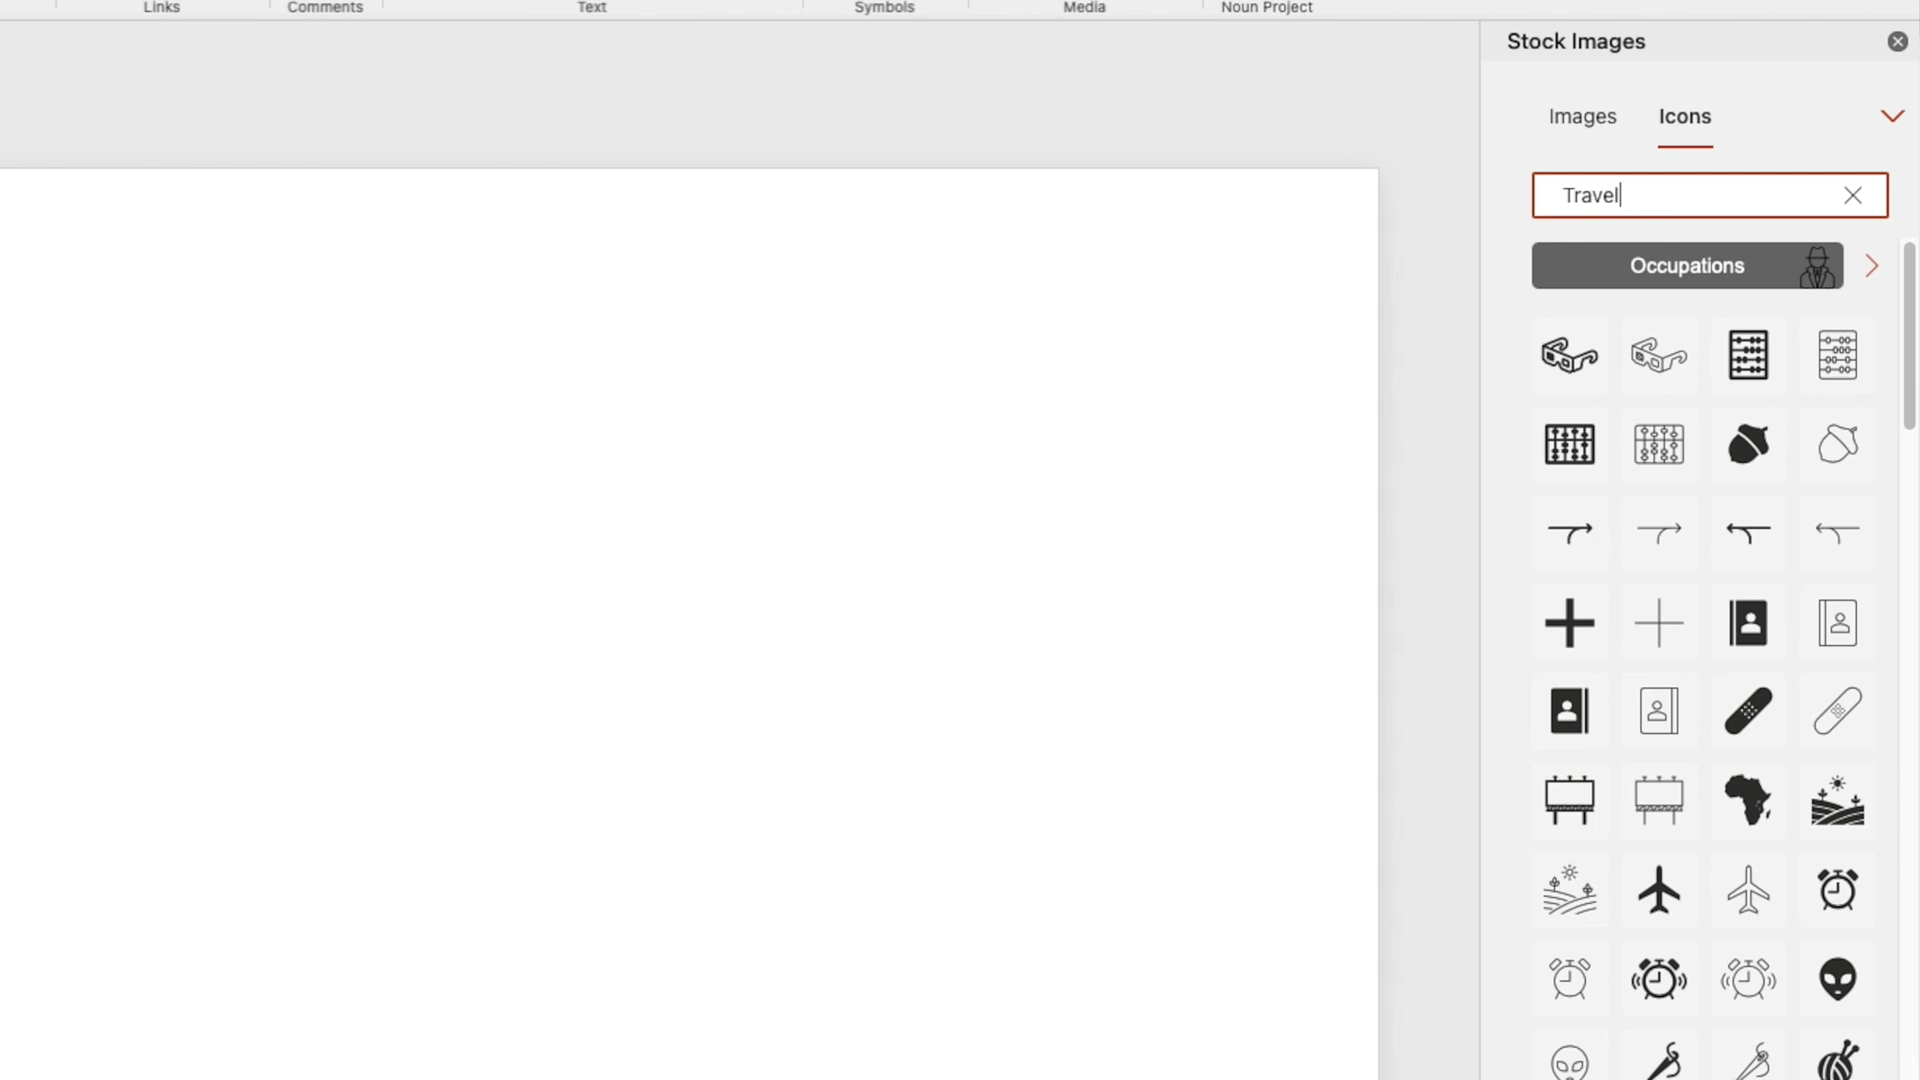 Links Comments Text Symbols Media Noun Project
Stock Images
Images Icons
Travel
Occupations